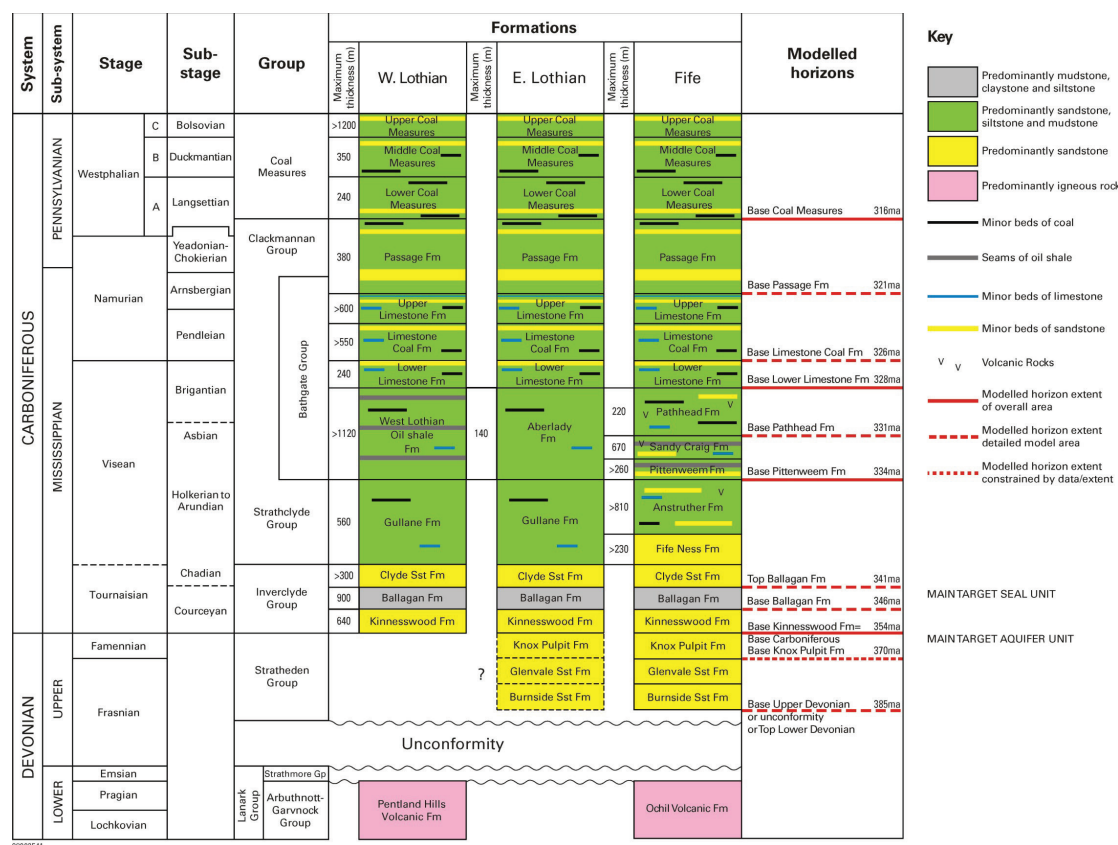 System
Sub-system
Stage
Sub-
stage
Group
Formations
Maximum
thickness (m)
W. Lothian
Maximum
thickness (m)
E. Lothian
Maximum
thickness (m)
Fife
Modelled
horizons
CARBONIFEROUS
PENNSYLVANIAN
MISSISSIPPIAN
DEVONIAN
UPPER
LOWER
Westphalian
C
B
A
Namurian
Visean
Tournaisian
Famennian
Frasnian
Emsian
Pragian
Lochkovian
Bolsovian
Duckmantian
Langsettian
Yeadonian-
Chokierian
Arnsbergian
Pendleian
Brigantian
Asbian
Holkerian to
Arundian
Chadian
Courceyan
Coal
Measures
Clackmannan
Group
Bathgate Group
Strathclyde
Group
Inverclyde
Group
Stratheden
Group
Strathmore Gp
Lanark
Group
Arbuthnott-
Garvnock
Group
>1200
350
240
380
>600
>550
240
>1120
560
>300
900
640
Upper Coal
Measures
Middle Coal
Measures
Lower Coal
Measures
Passage Fm
Upper
Limestone Fm
Limestone
Coal Fm
Lower
Limestone Fm
West Lothian
Oil shale
Fm
Gullane Fm
Clyde Sst Fm
Ballagan Fm
Kinnesswood Fm
Pentland Hills
Volcanic Fm
140
?
Upper Coal
Measures
Middle Coal
Measures
Lower Coal
Measures
Passage Fm
Upper
Limestone Fm
Limestone
Coal Fm
Lower
Limestone Fm
Aberlady
Fm
Gullane Fm
Clyde Sst Fm
Ballagan Fm
Kinnesswood Fm
Knox Pulpit Fm
Glenvale Sst Fm
Burnside Sst Fm
220
670
>260
>810
>230
Upper Coal
Measures
Middle Coal
Measures
Lower Coal
Measures
Passage Fm
Upper
Limestone Fm
Limestone
Coal Fm
Lower
Limestone Fm
V
V
Pathhead Fm
V
Sandy Craig Fm
Pittenweem Fm
V
Anstruther Fm
Fife Ness Fm
Clyde Sst Fm
Ballagan Fm
Kinnesswood Fm
Knox Pulpit Fm
Glenvale Sst Fm
Burnside Sst Fm
Ochil Volcanic Fm
Unconformity
Base Coal Measures 316ma
Base Passage Fm 321ma
Base Limestone Coal Fm 326ma
Base Lower Limestone Fm 328ma
Base Pathhead Fm 331ma
Base Pittenweem Fm 334ma
Top Ballagan Fm 341ma
Base Ballagan Fm 346ma
Base Kinnesswood Fm= 354ma
Base Carboniferous
Base Knox Pulpit Fm 370ma
Base Upper Devonian 385ma
or unconformity
or Top Lower Devonian
Key
Predominantly mudstone,
claystone and siltstone
Predominantly sandstone,
siltstone and mudstone
Predominantly sandstone
Predominantly igneous rock
Minor beds of coal
Seams of oil shale
Minor beds of limestone
Minor beds of sandstone
V V Volcanic Rocks
Modelled horizon extent
of overall area
Modelled horizon extent
detailed model area
Modelled horizon extent
constrained by data/extent
MAIN TARGET SEAL UNIT
MAIN TARGET AQUIFER UNIT